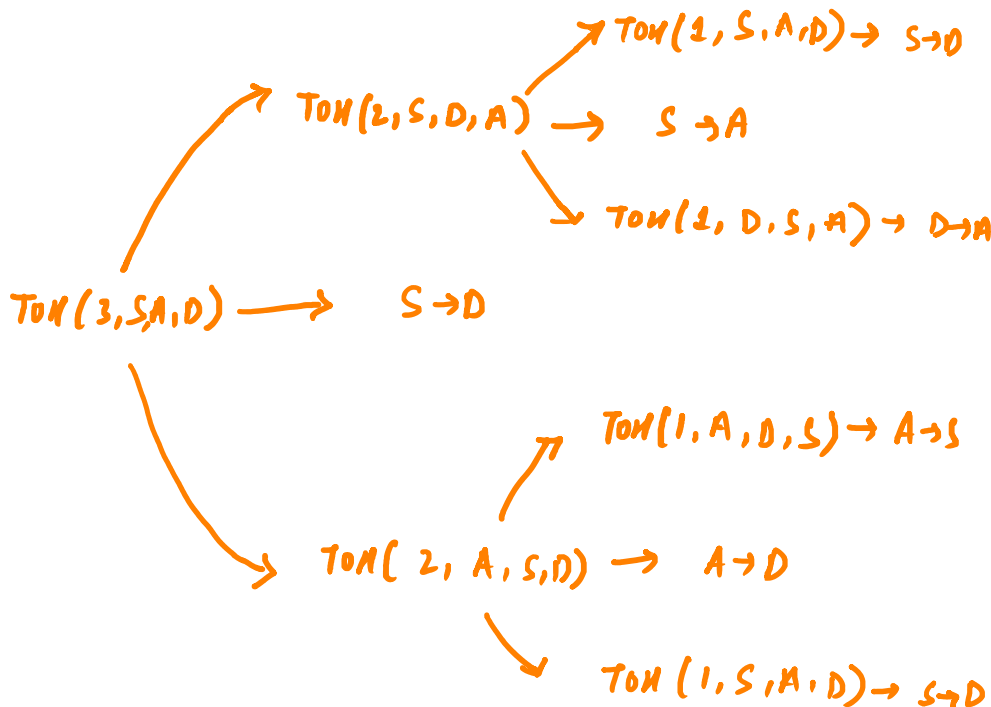 TOH(1, S, A, D) → S→D
TOH(2, S, D, A) → S → A
TOH(1, D, S, A) → D→A
TOH(3, S,A, D) → S → D
TOH(1, A, D, S) → A→S
TOH( 2, A, S, D) → A → D
TOH (1, S, A, D) → S→D